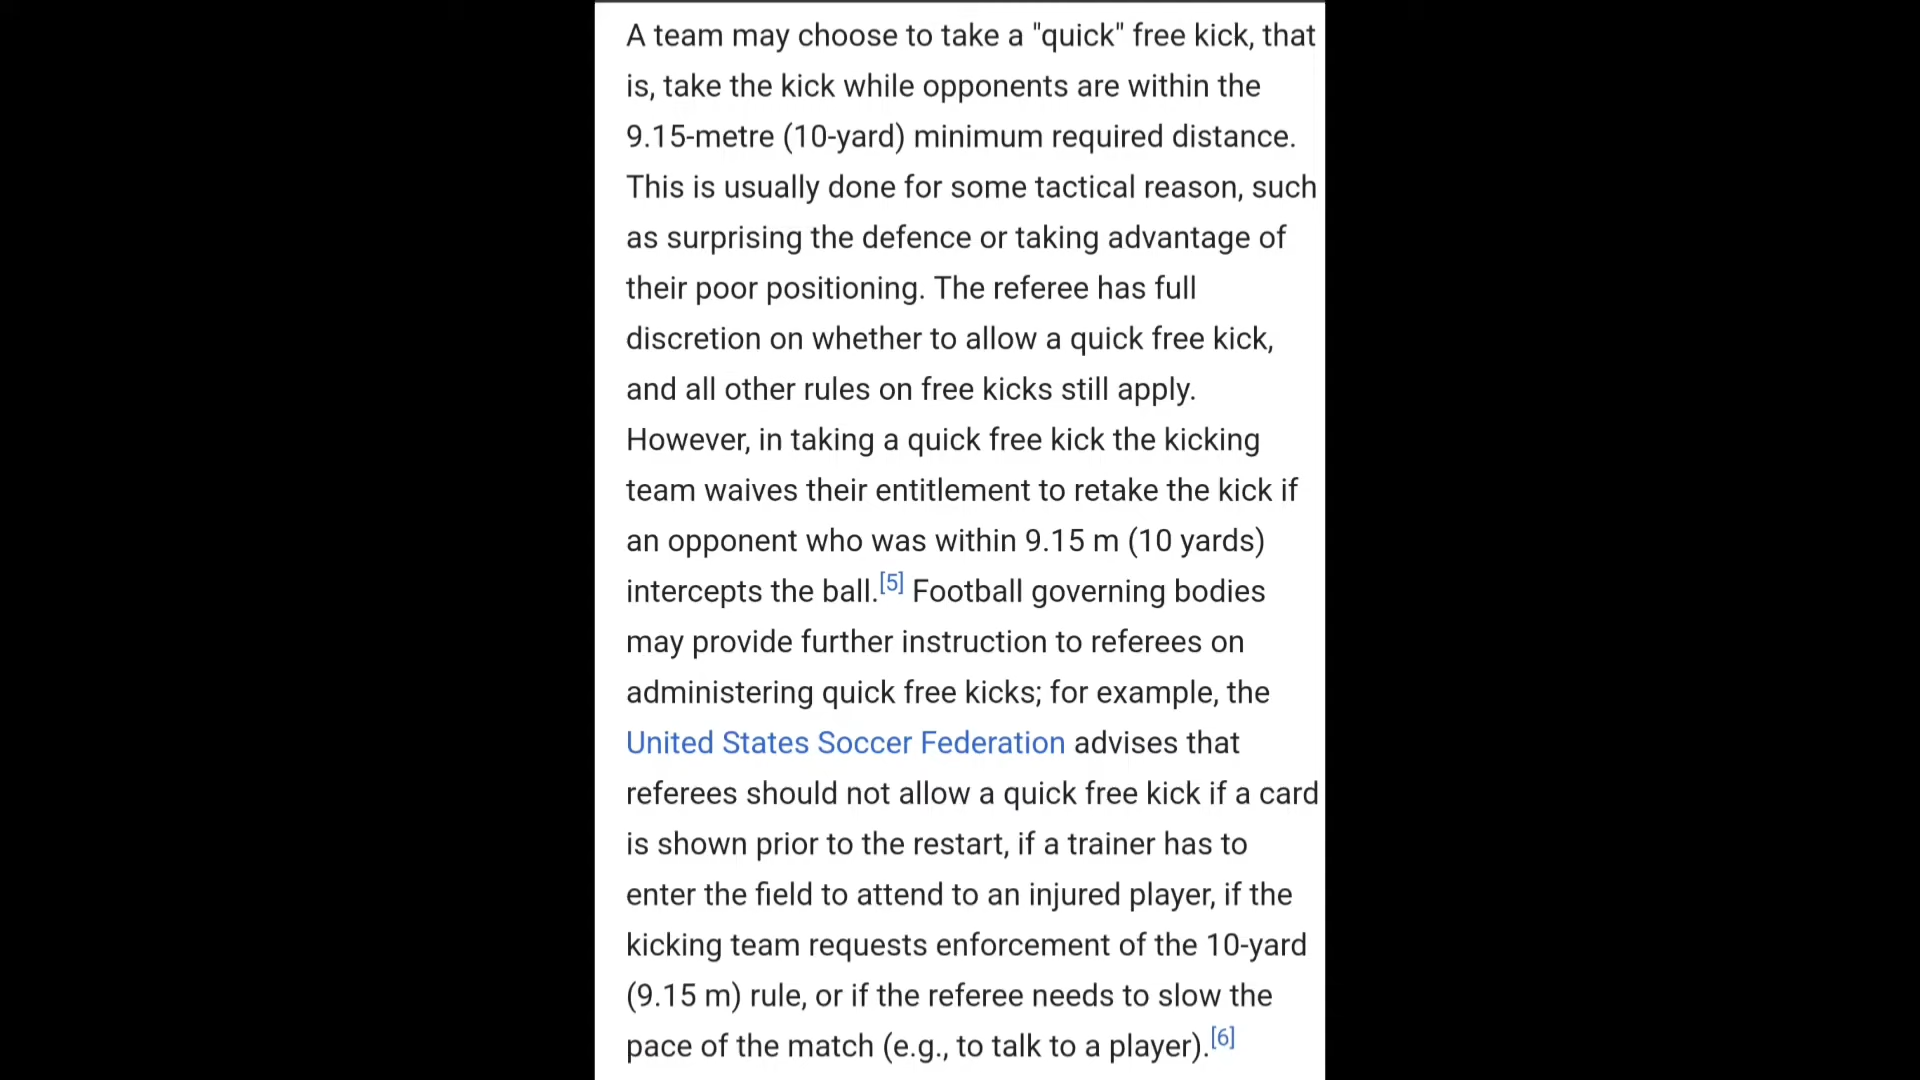 A team may choose to take a "quick" free kick, that
is, take the kick while opponents are within the
9.15-metre (10-yard) minimum required distance.
This is usually done for some tactical reason, such
as surprising the defence or taking advantage of
their poor positioning. The referee has full
discretion on whether to allow a quick free kick,
and all other rules on free kicks still apply.
However, in taking a quick free kick the kicking
team waives their entitlement to retake the kick if
an opponent who was within 9.15 m (10 yards)
intercepts the ball.[5] Football governing bodies
may provide further instruction to referees on
administering quick free kicks; for example, the
United States Soccer Federation advises that
referees should not allow a quick free kick if a card
is shown prior to the restart, if a trainer has to
enter the field to attend to an injured player, if the
kicking team requests enforcement of the 10-yard
(9.15 m) rule, or if the referee needs to slow the
pace of the match (e.g., to talk to a player).[6]